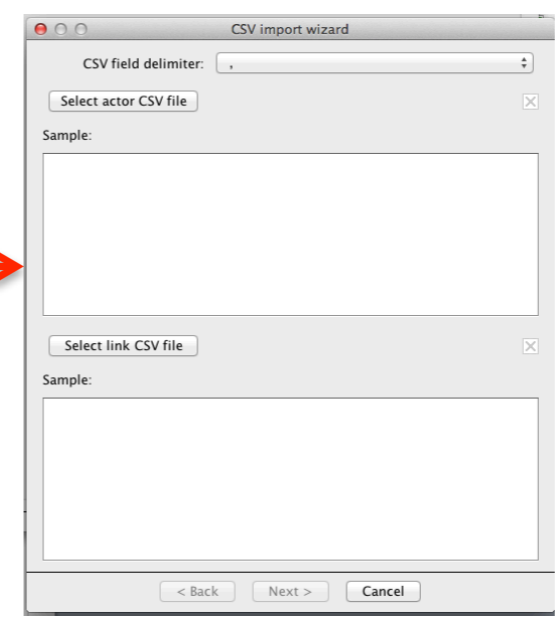 CSV import wizard
CSV field delimiter: ,
Select actor CSV file
Sample:
Select link CSV file
Sample:
< Back Next > Cancel